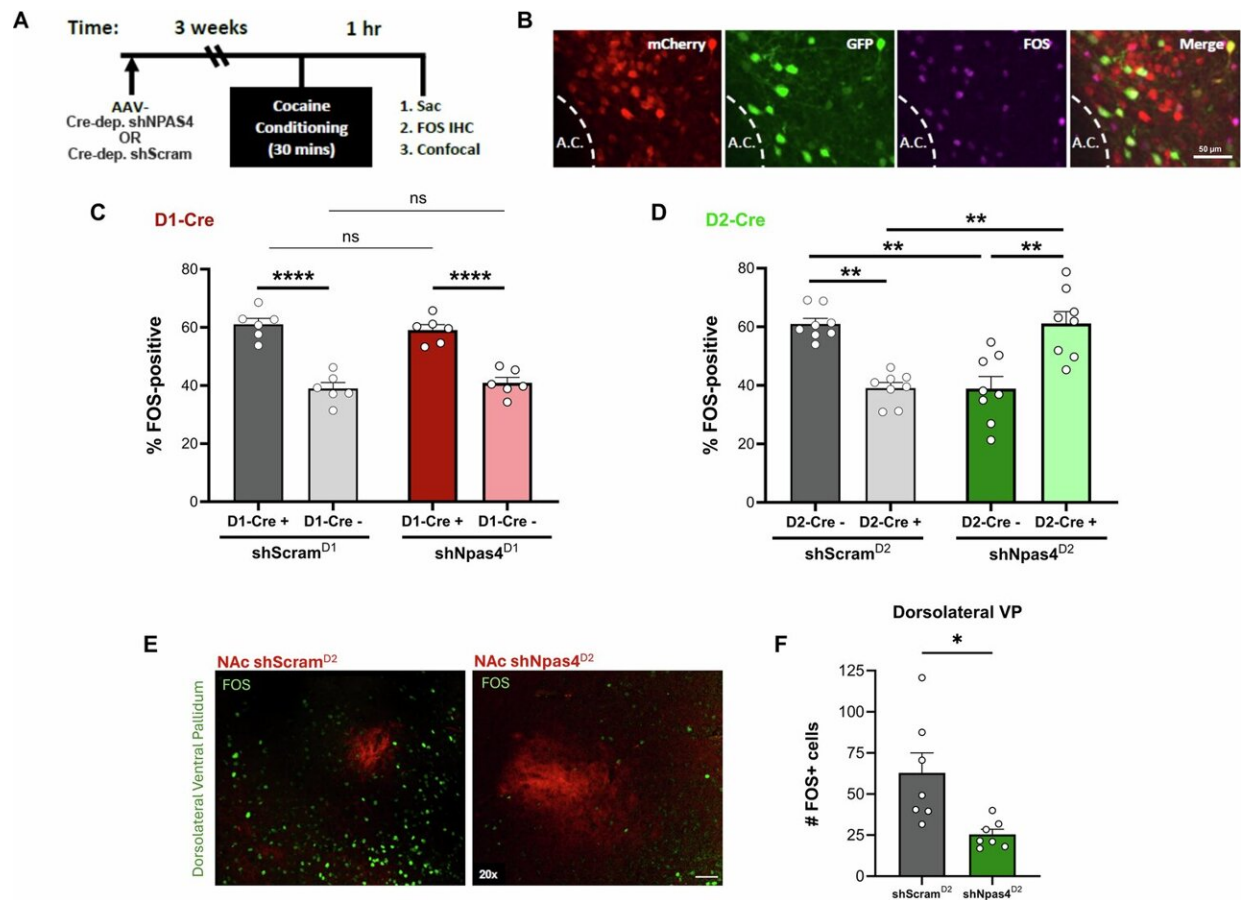 A
Time: 3 weeks 1 hr
AAV-
Cre-dep. shNPAS4
OR
Cre-dep. shScram
Cocaine
Conditioning
(30 mins)
1. Sac
2. FOS IHC
3. Confocal
B
mCherry GFP FOS Merge
A.C. A.C. A.C. A.C.
50 µm
C
D1-Cre
ns
ns
**** ****
% FOS-positive
80
60
40
20
0
D1-Cre + D1-Cre - D1-Cre + D1-Cre -
shScramD1 shNpas4D1
D
D2-Cre
**
** **
**
% FOS-positive
80
60
40
20
0
D2-Cre - D2-Cre + D2-Cre - D2-Cre +
shScramD2 shNpas4D2
E
NAc shScramD2 NAc shNpas4D2
FOS FOS
Dorsolateral Ventral Pallidum
20x
F
Dorsolateral VP
*
# FOS+ cells
125
100
75
50
25
0
shScramD2 shNpas4D2